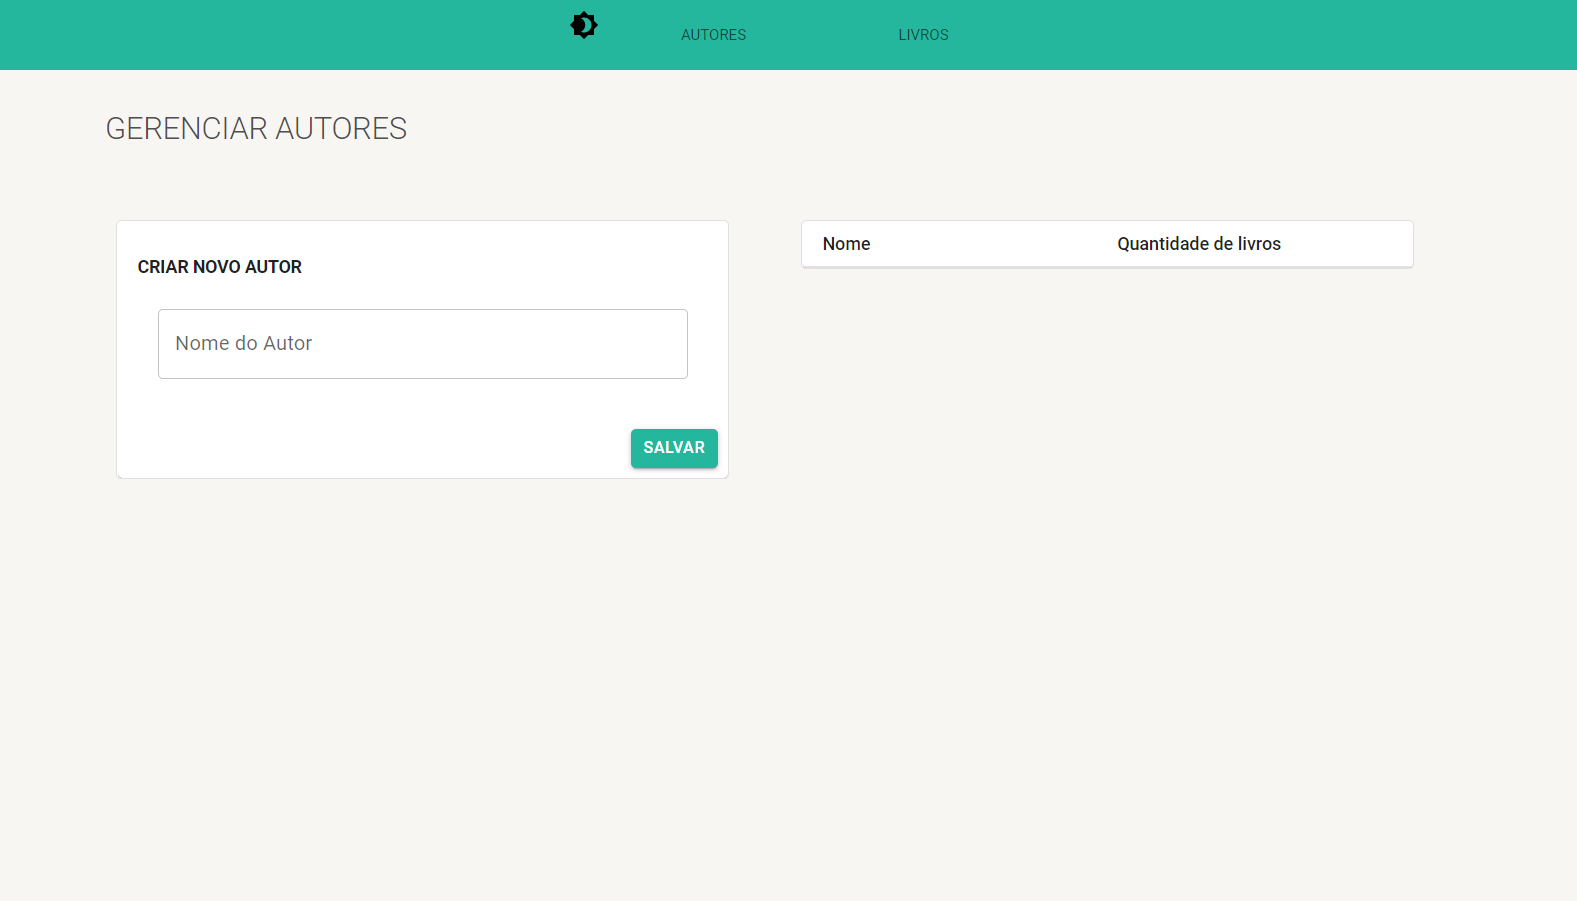 AUTORES LIVROS
GERENCIAR AUTORES
CRIAR NOVO AUTOR
Nome do Autor
SALVAR
Nome Quantidade de livros